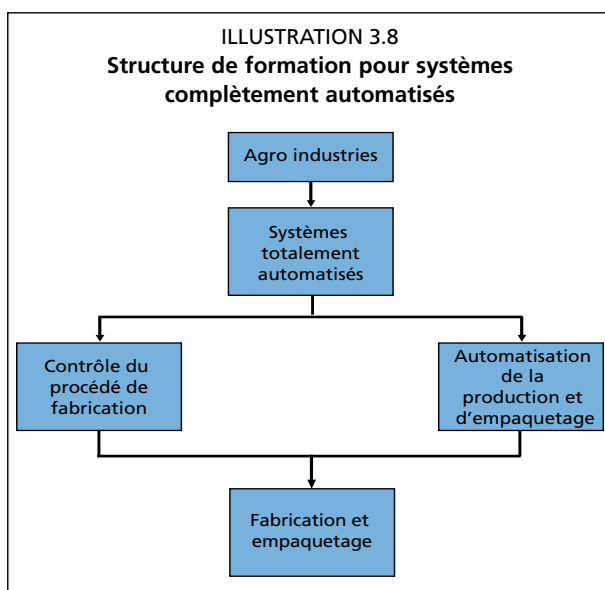 ILLUSTRATION 3.8
Structure de formation pour systèmes
complètement automatisés
Agro industries
Systèmes
totalement
automatisés
Contrôle du
procédé de
fabrication
Automatisation
de la
production et
d'empaquetage
Fabrication et
empaquetage